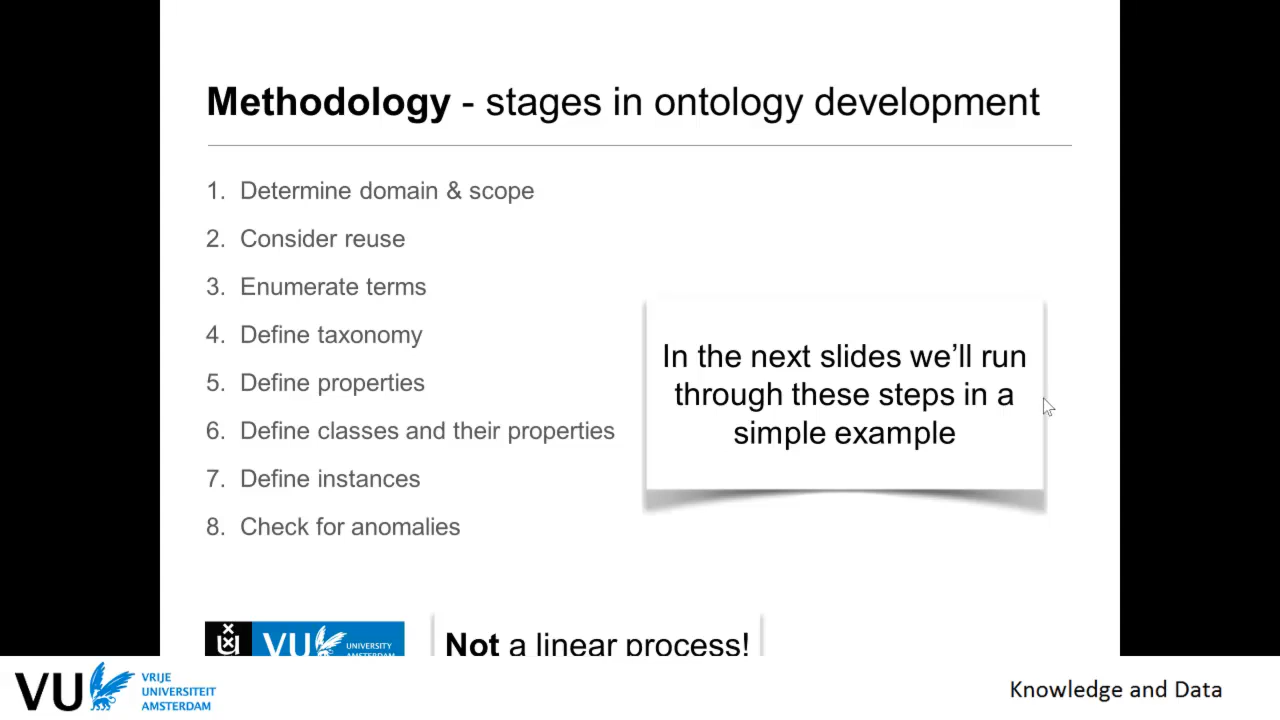 Methodology - stages in ontology development
1. Determine domain & scope
2. Consider reuse
3. Enumerate terms
4. Define taxonomy
5. Define properties
6. Define classes and their properties
7. Define instances
8. Check for anomalies
In the next slides we'll run
through these steps in a
simple example
VU
UNIVERSITY
AMSTERDAM
Not a linear process!
VU
VRIJE
UNIVERSITEIT
AMSTERDAM
Knowledge and Data